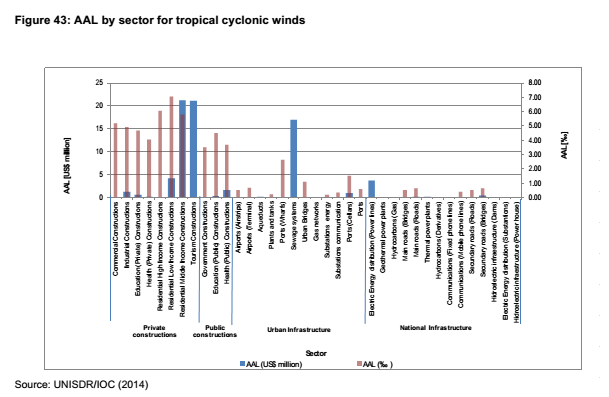 Figure 43: AAL by sector for tropical cyclonic winds
25
20
15
10
5
0
AAL [US$ million]
8.00
7.00
6.00
5.00
4.00
3.00
2.00
1.00
0.00
AAL[‰]
Commercial Constructions
Industrial Constructions
Education (Private) Constructions
Health (Private) Constructions
Residential High Income Constructions
Residential Low Income Constructions
Residential Middle Income Constructions
Tourism Constructions
Government Constructions
Education (Public) Constructions
Health (Public) Constructions
Airports (Airstrips)
Airports (Terminal)
Aqueducts
Plants and tanks
Ports (Wharfs)
Sewage systems
Urban Bridges
Gas networks
Substations energy
Substations communication
Ports (Cellars)
Ports
Electric Energy distribution (Power lines)
Geothermal power plants
Hydrocarbons (Gas)
Main roads (Bridges)
Main roads (Roads)
Thermal power plants
Hydrocarbons (Derivatives)
Communications (Fixed phone lines)
Communications (Mobile phone lines)
Secondary roads (Roads)
Secondary roads (Bridges)
Hidroelectric infrastructure (Dams)
Electric Energy distribution (Substations)
Hidroelectric infrastructure (Power house)
Private
constructions
Public
constructions
Urban Infrastructure
National Infrastructure
Sector
AAL (US$ million)
AAL (‰ )
Source: UNISDR/IOC (2014)